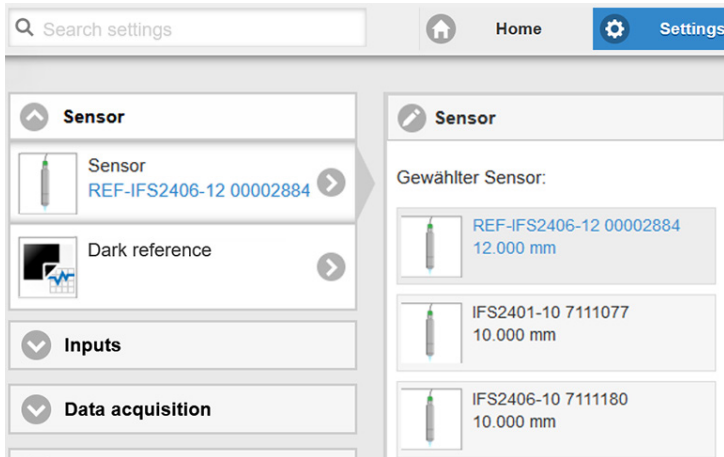 Search settings
Home
Settings
Sensor
Sensor
REF-IFS2406-12 00002884
Dark reference
Inputs
Data acquisition
Sensor
Gewählter Sensor:
REF-IFS2406-12 00002884
12.000 mm
IFS2401-10 7111077
10.000 mm
IFS2406-10 7111180
10.000 mm